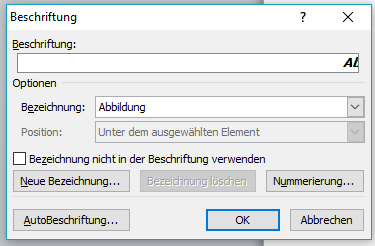 Beschriftung
?
Beschriftung:
Optionen
Bezeichnung: Abbildung
Position: Unter dem ausgewählten Element
Bezeichnung nicht in der Beschriftung verwenden
Neue Bezeichnung... Bezeichnung löschen Nummerierung...
AutoBeschriftung... OK Abbrechen